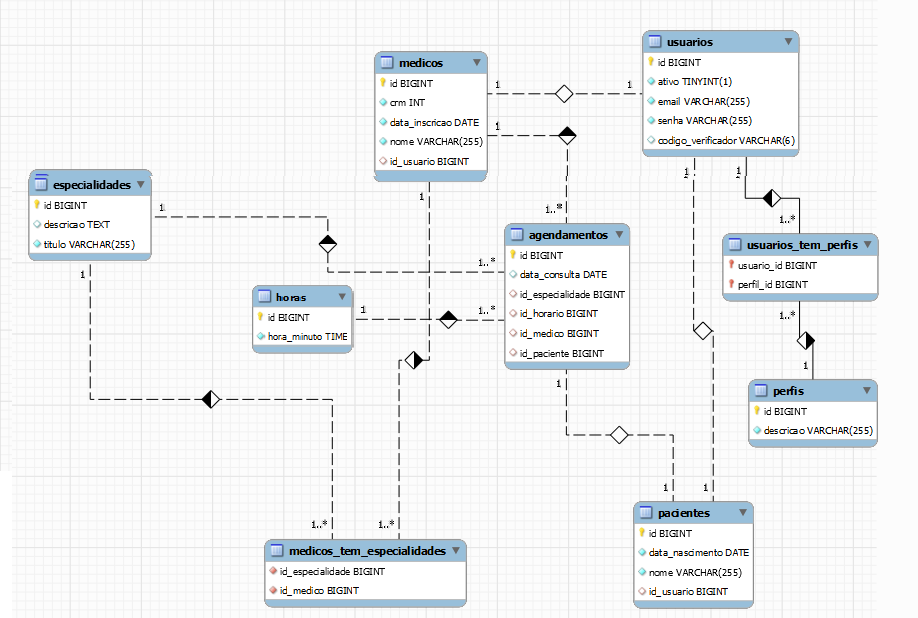 usuarios
id BIGINT
ativo TINYINT(1)
email VARCHAR(255)
senha VARCHAR(255)
codigo_verificador VARCHAR(6)
medicos
id BIGINT
crm INT
data_inscricao DATE
nome VARCHAR(255)
id_usuario BIGINT
1
1
1
1
1
1
especialidades
id BIGINT
descricao TEXT
titulo VARCHAR(255)
1
1
1..*
1..*
1..*
agendamentos
id BIGINT
data_consulta DATE
id_especialidade BIGINT
id_horario BIGINT
id_medico BIGINT
id_paciente BIGINT
usuarios_tem_perfis
usuario_id BIGINT
perfil_id BIGINT
horas
id BIGINT
hora_minuto TIME
1
1..*
1..*
1
perfis
id BIGINT
descricao VARCHAR(255)
1
1
1
pacientes
id BIGINT
data_nascimento DATE
nome VARCHAR(255)
id_usuario BIGINT
1..*
1..*
medicos_tem_especialidades
id_especialidade BIGINT
id_medico BIGINT